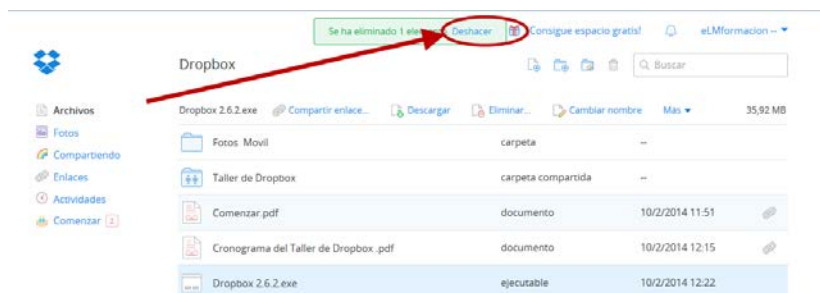 Se ha eliminado 1 elemento. Deshacer Consigue espacio gratis! eLMformacion --
Dropbox
Buscar
Archivos
Fotos
Compartiendo
Enlaces
Actividades
Comenzar 2
Dropbox 2.6.2.exe Compartir enlace... Descargar Eliminar... Cambiar nombre Más 35,92 MB
Fotos Movil carpeta --
Taller de Dropbox carpeta compartida --
Comenzar.pdf documento 10/2/2014 11:51
Cronograma del Taller de Dropbox .pdf documento 10/2/2014 12:15
Dropbox 2.6.2.exe ejecutable 10/2/2014 12:22